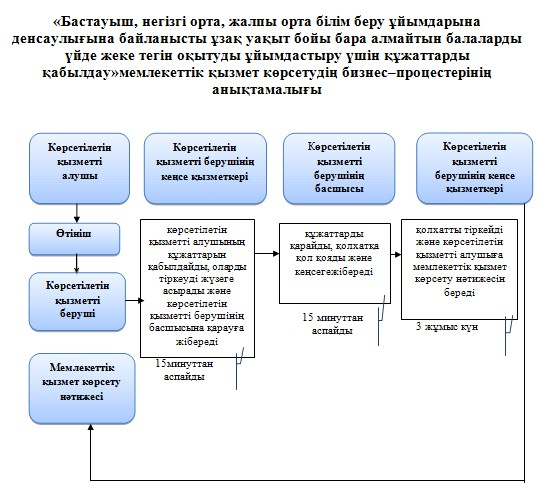 «Бастауыш, негізгі орта, жалпы орта білім беру ұйымдарына
денсаулығына байланысты ұзақ уақыт бойы бара алмайтын балаларды
үйде жеке тегін оқытуды ұйымдастыру үшін құжаттарды
қабылдау»мемлекеттік қызмет көрсетудің бизнес–процестерінің
анықтамалығы
Көрсетілетін
қызметті
алушы
Көрсетілетін
қызметті берушінің
кеңсе қызметкері
Көрсетілетін
қызметті
берушінің
басшысы
Көрсетілетін
қызметті
берушінің кеңсе
қызметкері
Өтініш
Көрсетілетін
қызметті
беруші
көрсетілетін
қызметті алушының
құжаттарын
қабылдайды, оларды
тіркеуді жүзеге
асырады және
көрсетілетін
қызметті берушінің
басшысына қарауға
жібереді
15минуттан
аспайды
құжаттарды
қарайды, қолхатқа
қол қояды және
кеңсегежібереді
15 минуттан
аспайды
қолхатты тіркейді
және көрсетілетін
қызметті алушыға
мемлекеттік қызмет
көрсету нәтижесін
береді
3 жұмыс күн
Мемлекеттік
қызмет көрсету
нәтижесі